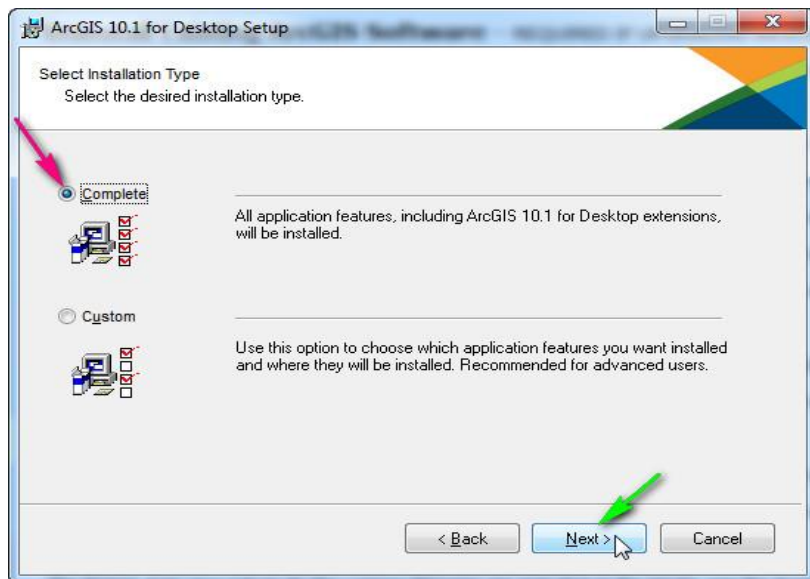 ArcGIS 10.1 for Desktop Setup
Select Installation Type
Select the desired installation type.
Complete
All application features, including ArcGIS 10.1 for Desktop extensions,
will be installed.
Custom
Use this option to choose which application features you want installed
and where they will be installed. Recommended for advanced users.
< Back Next > Cancel